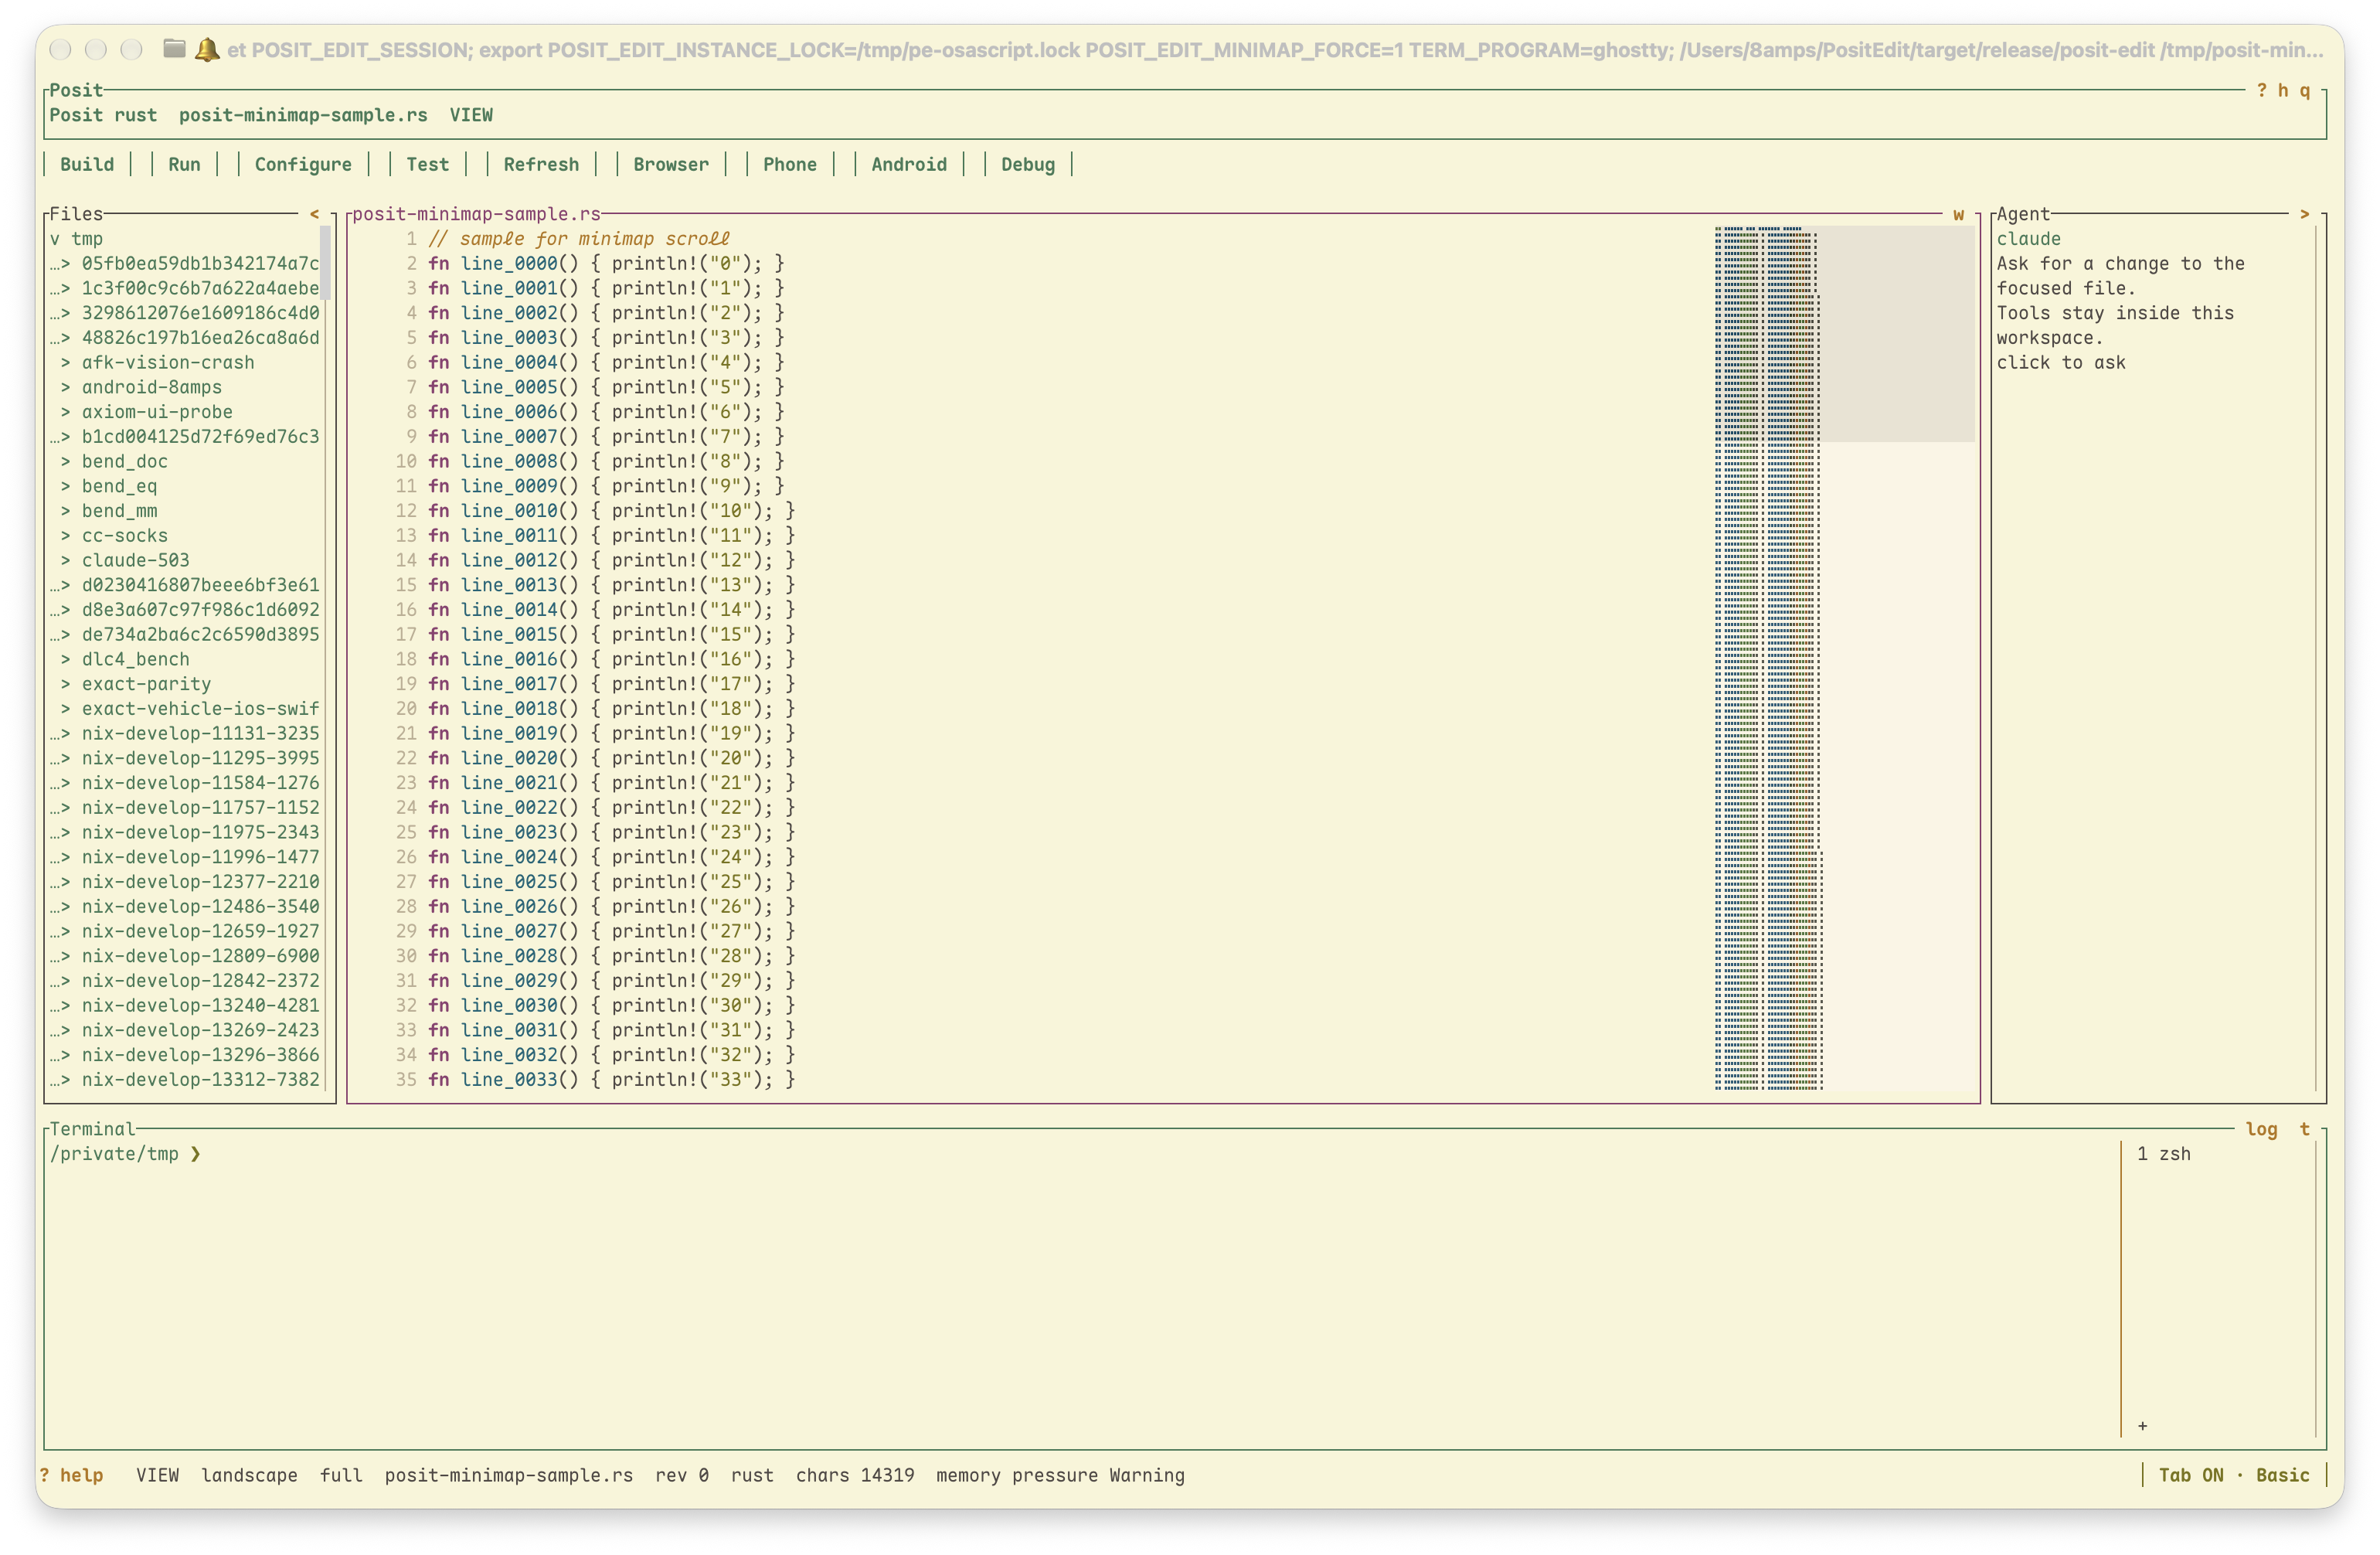 et POSIT_EDIT_SESSION; export POSIT_EDIT_INSTANCE_LOCK=/tmp/pe-osascript.lock POSIT_EDIT_MINIMAP_FORCE=1 TERM_PROGRAM=ghostty; /Users/8amps/PositEdit/target/release/posit-edit /tmp/posit-min...
Posit ? h q
Posit rust posit-minimap-sample.rs VIEW
Build Run Configure Test Refresh Browser Phone Android Debug
Files <
v tmp
…> 05fb0ea59db1b342174a7c
…> 1c3f00c9c6b7a622a4aebe
…> 3298612076e1609186c4d0
…> 48826c197b16ea26ca8a6d
> afk-vision-crash
> android-8amps
> axiom-ui-probe
…> b1cd004125d72f69ed76c3
> bend_doc
> bend_eq
> bend_mm
> cc-socks
> claude-503
…> d0230416807beee6bf3e61
…> d8e3a607c97f986c1d6092
…> de734a2ba6c2c6590d3895
> dlc4_bench
> exact-parity
> exact-vehicle-ios-swif
…> nix-develop-11131-3235
…> nix-develop-11295-3995
…> nix-develop-11584-1276
…> nix-develop-11757-1152
…> nix-develop-11975-2343
…> nix-develop-11996-1477
…> nix-develop-12377-2210
…> nix-develop-12486-3540
…> nix-develop-12659-1927
…> nix-develop-12809-6900
…> nix-develop-12842-2372
…> nix-develop-13240-4281
…> nix-develop-13269-2423
…> nix-develop-13296-3866
…> nix-develop-13312-7382
posit-minimap-sample.rs w
1 // sample for minimap scroll
2 fn line_0000() { println!("0"); }
3 fn line_0001() { println!("1"); }
4 fn line_0002() { println!("2"); }
5 fn line_0003() { println!("3"); }
6 fn line_0004() { println!("4"); }
7 fn line_0005() { println!("5"); }
8 fn line_0006() { println!("6"); }
9 fn line_0007() { println!("7"); }
10 fn line_0008() { println!("8"); }
11 fn line_0009() { println!("9"); }
12 fn line_0010() { println!("10"); }
13 fn line_0011() { println!("11"); }
14 fn line_0012() { println!("12"); }
15 fn line_0013() { println!("13"); }
16 fn line_0014() { println!("14"); }
17 fn line_0015() { println!("15"); }
18 fn line_0016() { println!("16"); }
19 fn line_0017() { println!("17"); }
20 fn line_0018() { println!("18"); }
21 fn line_0019() { println!("19"); }
22 fn line_0020() { println!("20"); }
23 fn line_0021() { println!("21"); }
24 fn line_0022() { println!("22"); }
25 fn line_0023() { println!("23"); }
26 fn line_0024() { println!("24"); }
27 fn line_0025() { println!("25"); }
28 fn line_0026() { println!("26"); }
29 fn line_0027() { println!("27"); }
30 fn line_0028() { println!("28"); }
31 fn line_0029() { println!("29"); }
32 fn line_0030() { println!("30"); }
33 fn line_0031() { println!("31"); }
34 fn line_0032() { println!("32"); }
35 fn line_0033() { println!("33"); }
Agent >
claude
Ask for a change to the
focused file.
Tools stay inside this
workspace.
click to ask
Terminal log t
/private/tmp ❯
1 zsh
+
? help VIEW landscape full posit-minimap-sample.rs rev 0 rust chars 14319 memory pressure Warning Tab ON · Basic